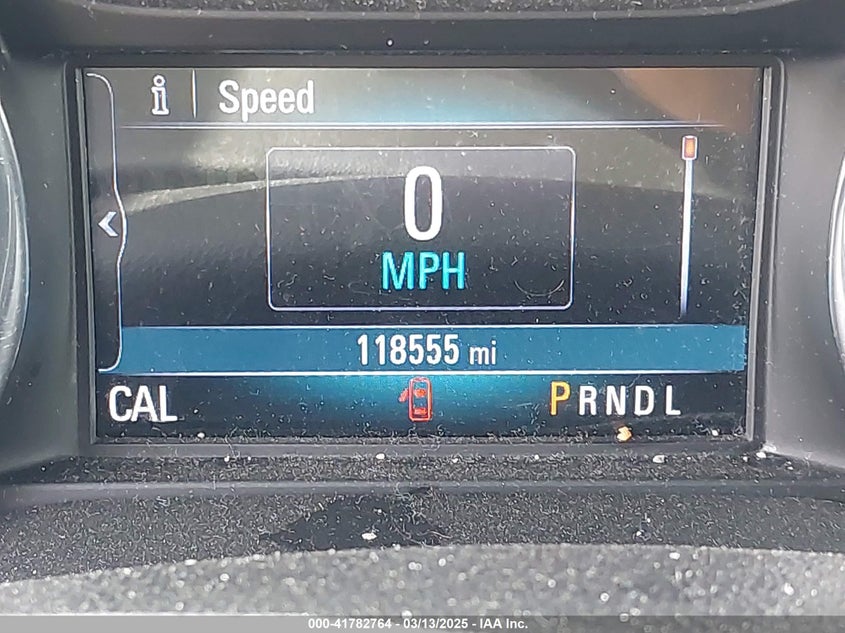 i Speed
0
MPH
118555 mi
CAL PRNDL
000-41782764 - 03/13/2025 - IAA Inc.